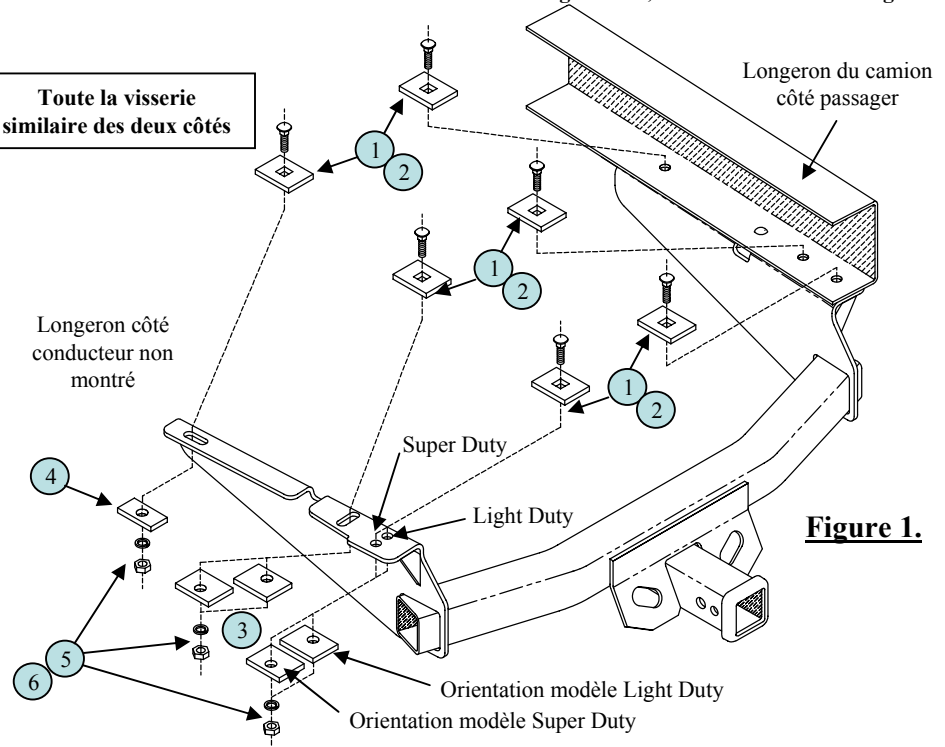 Toute la visserie
similaire des deux côtés
Longeron du camion
côté passager
1
2
1
2
Longeron côté
conducteur non
montré
1
2
Super Duty
4
Light Duty
Figure 1.
3
5
6
Orientation modèle Light Duty
Orientation modèle Super Duty